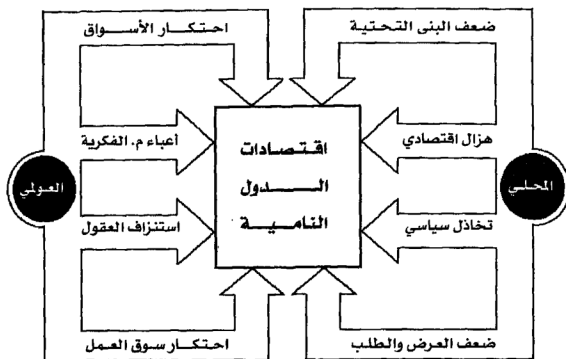 ضعف البنى التحتية
احتكار الأسواق
هزال اقتصادي
اقتصادات
الدول
النامية
أعباء م. الفكرية
المحلي
العولمي
تخاذل سياسي
استنزاف العقول
ضعف العرض والطلب
احتكار سوق العمل